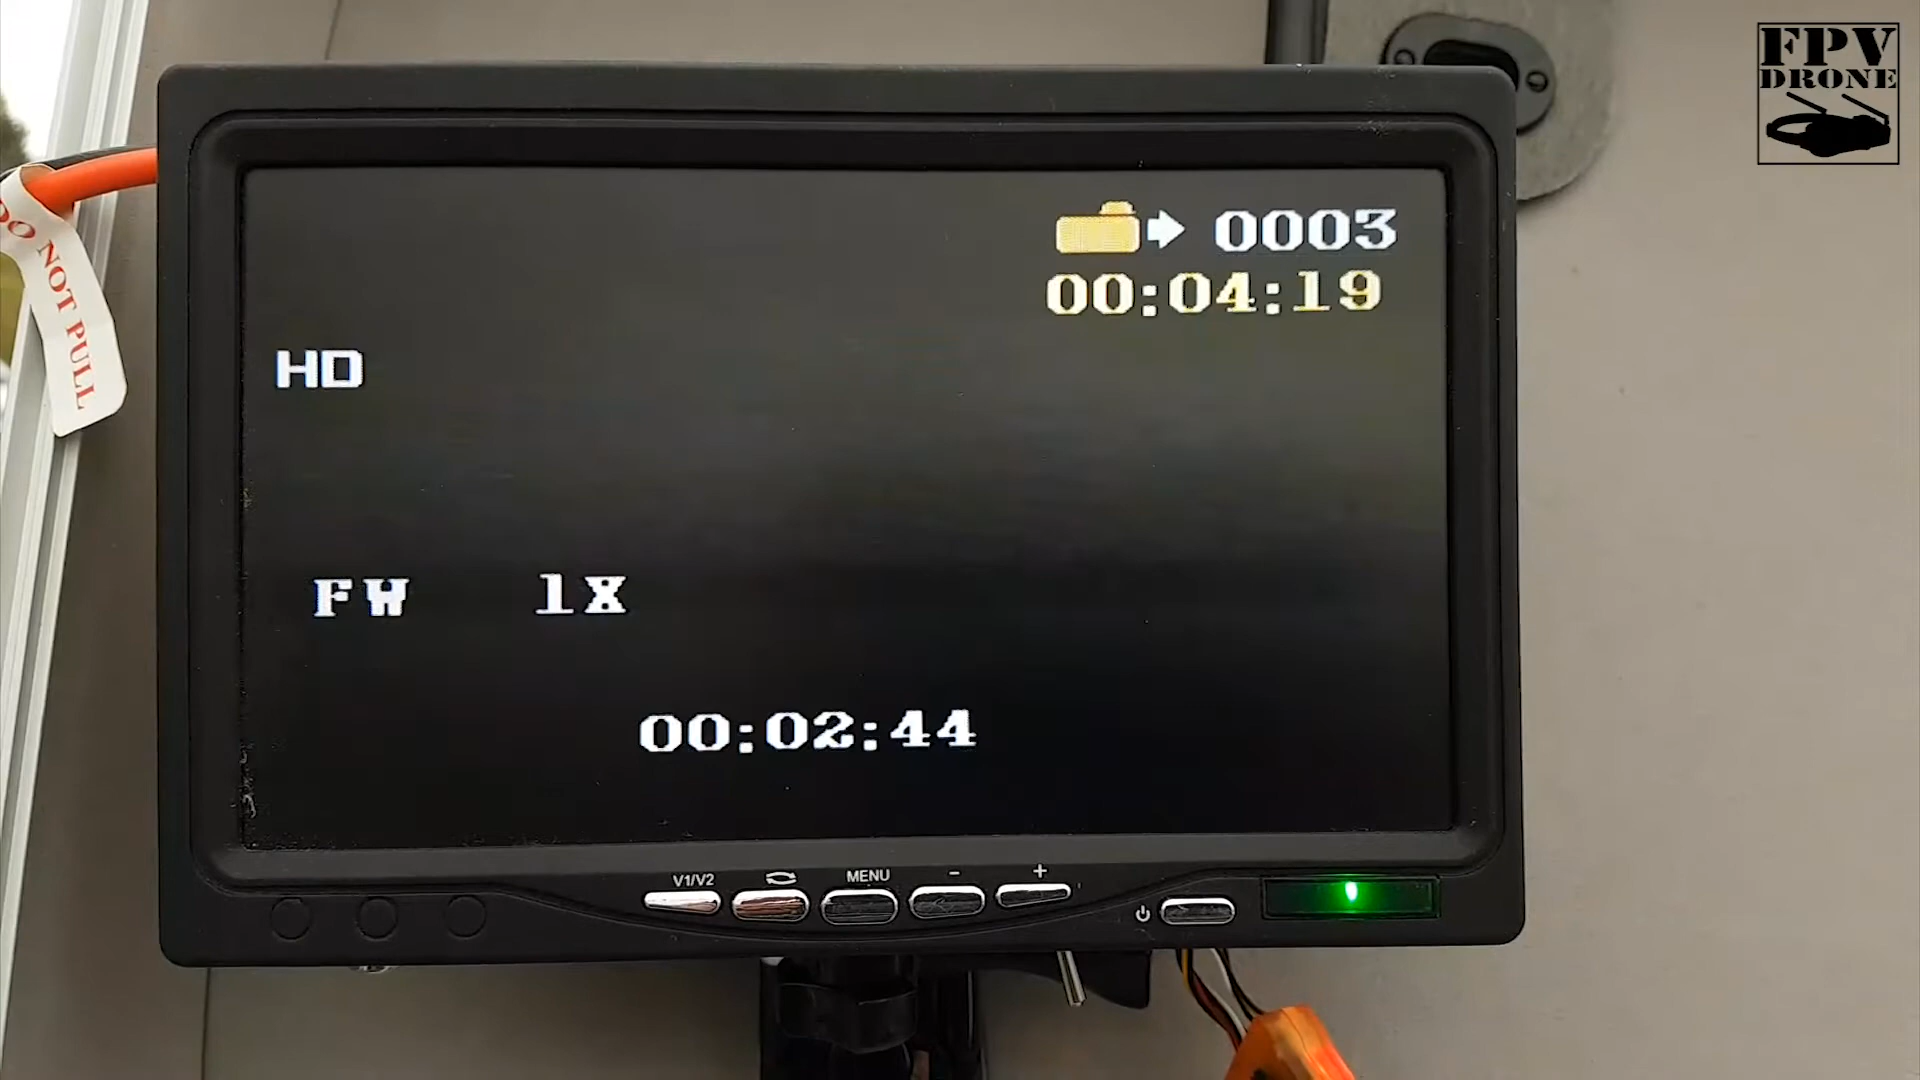 FPV
DRONE
0003
00:04:19
DO NOT PULL
HD
FW 1X
00:02:44
V1/V2
MENU
-
+